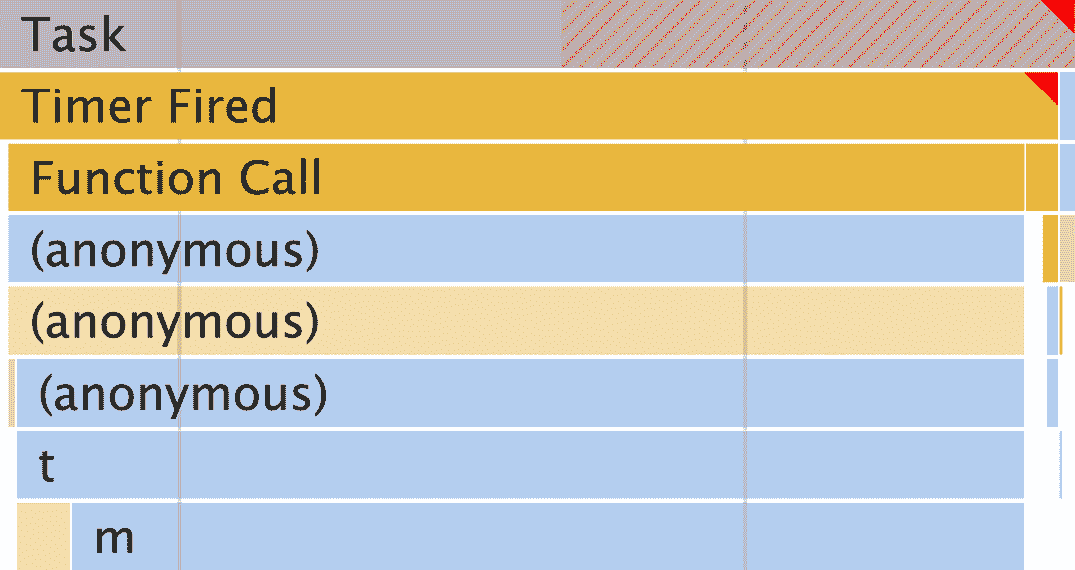 Task
Timer Fired
Function Call
(anonymous)
(anonymous)
(anonymous)
t
m